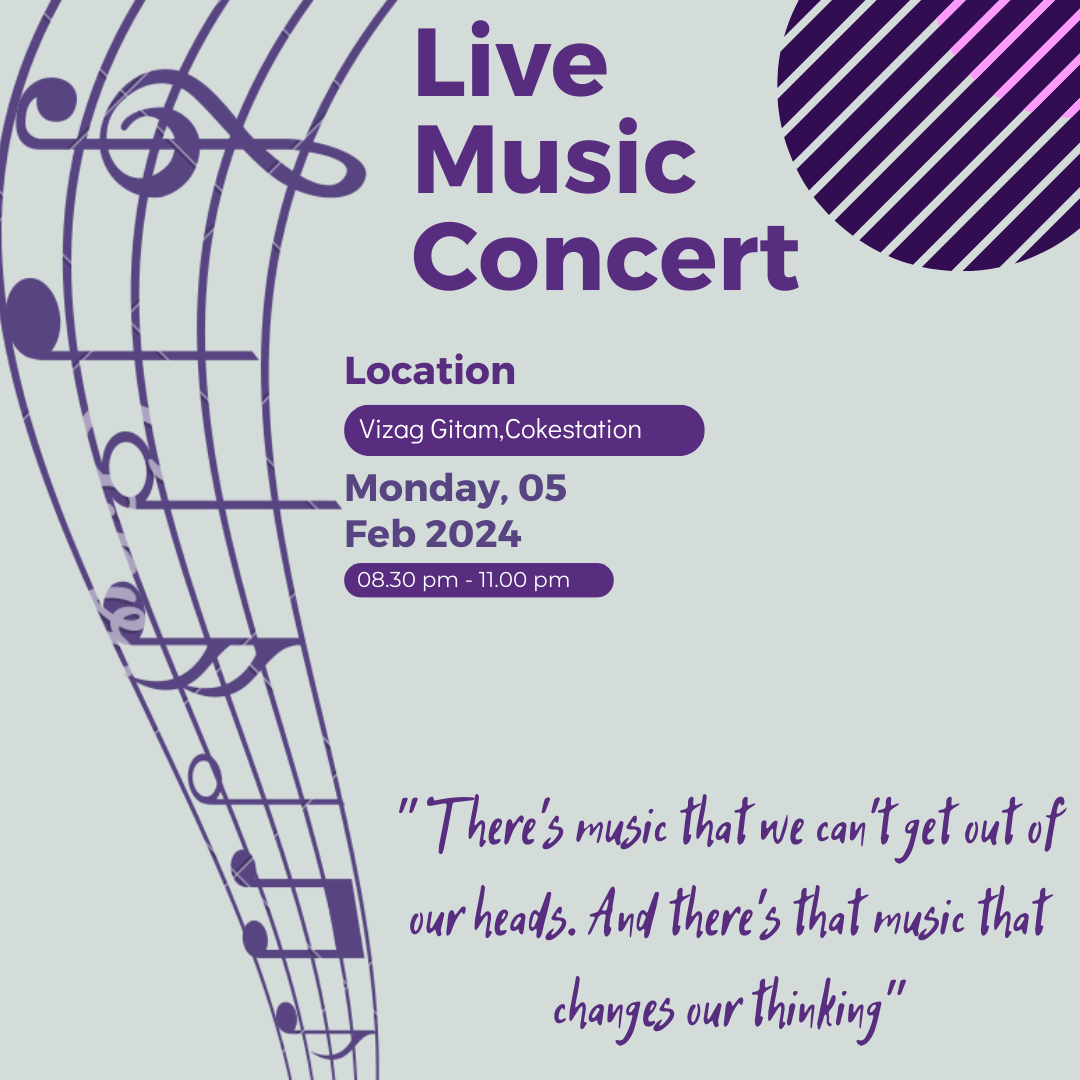 Live
Music
Concert
Location
Vizag Gitam,Cokestation
Monday, 05
Feb 2024
08.30 pm - 11.00 pm
"There's music that we can't get out of
our heads. And there's that music that
changes our thinking"